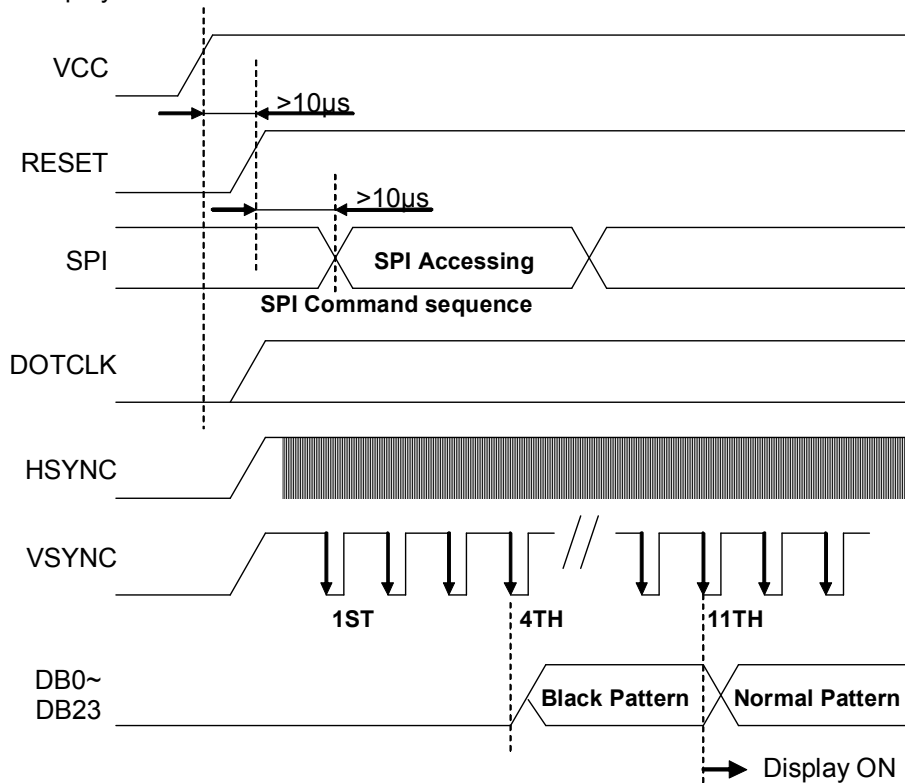 VCC
>10µs
RESET
>10µs
SPI
SPI Accessing
SPI Command sequence
DOTCLK
HSYNC
VSYNC
1ST
4TH
11TH
DB0~
DB23
Black Pattern
Normal Pattern
Display ON